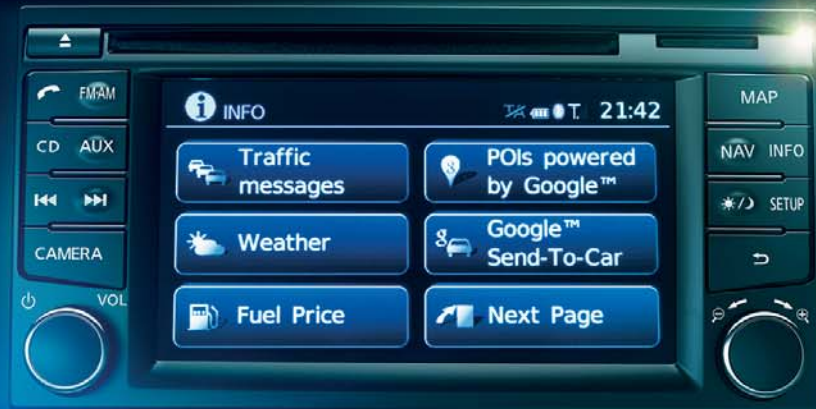 FM·AM
CD AUX
CAMERA
VOL
INFO
T. 21:42
Traffic
messages
POIs powered
by Google™
Weather
Google™
Send-To-Car
Fuel Price
Next Page
MAP
NAV INFO
SETUP